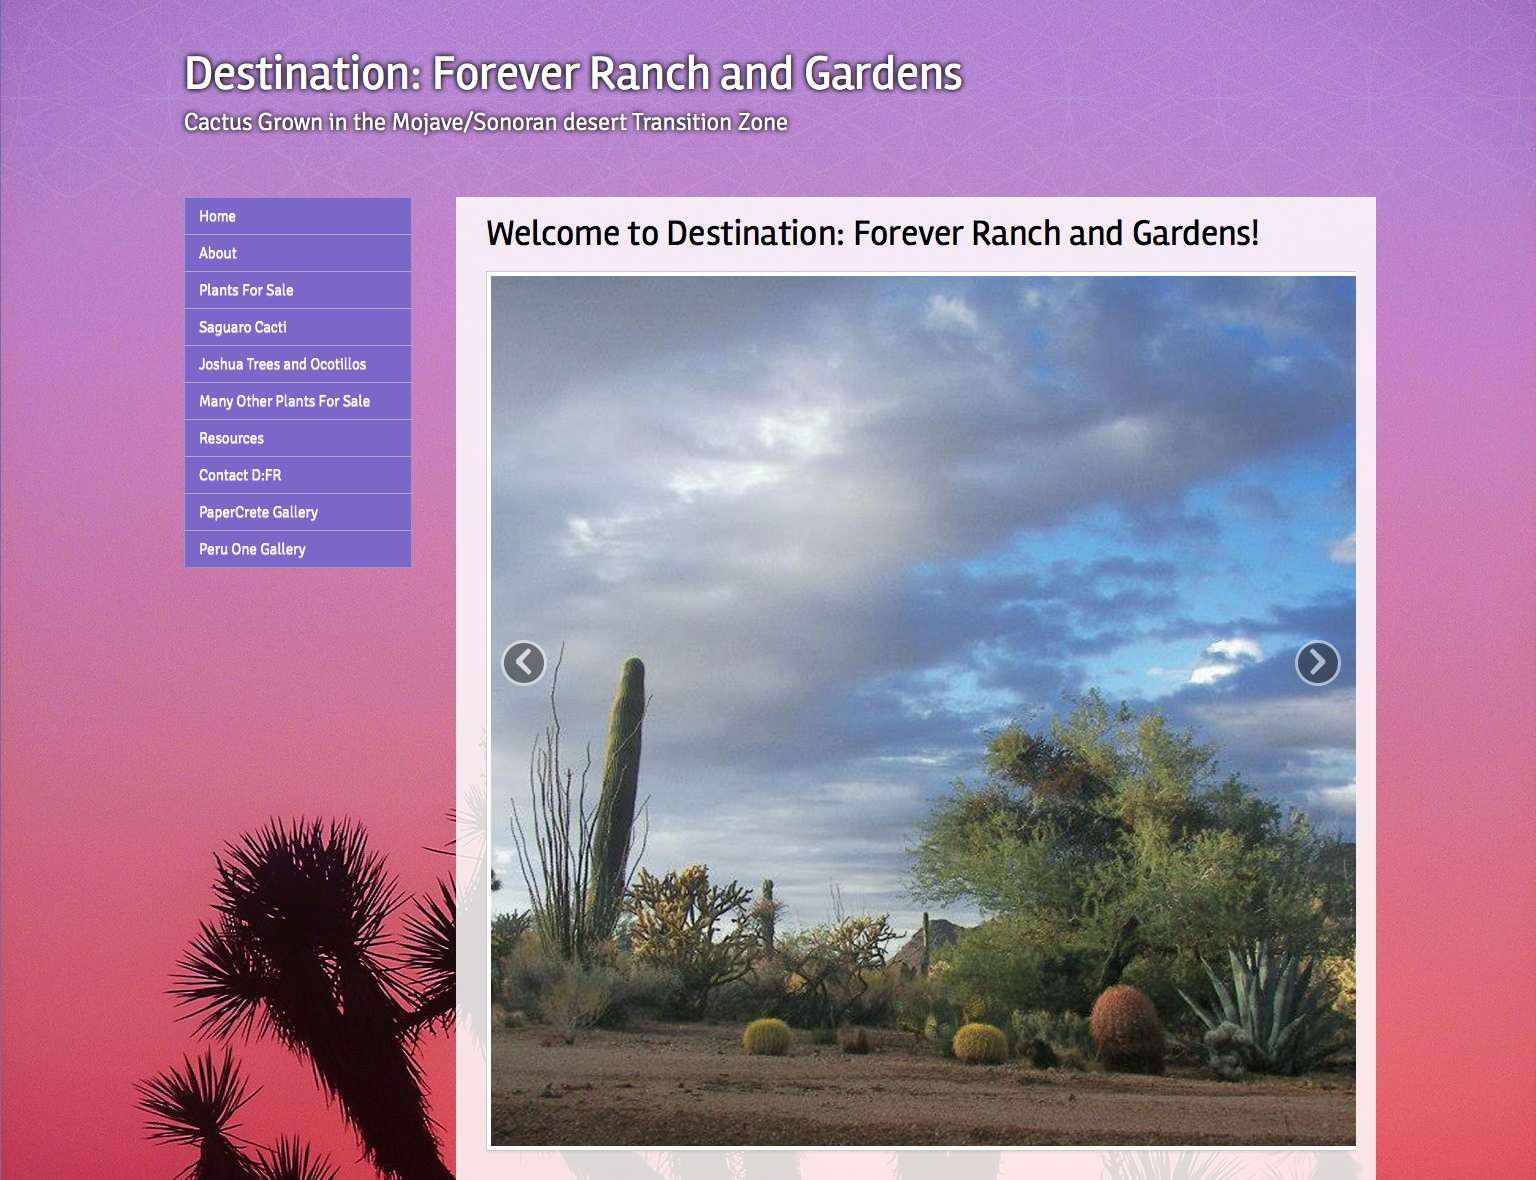 Destination: Forever Ranch and Gardens
Cactus Grown in the Mojave/Sonoran desert Transition Zone
Home
About
Plants For Sale
Saguaro Cacti
Joshua Trees and Ocotillos
Many Other Plants For Sale
Resources
Contact D:FR
PaperCrete Gallery
Peru One Gallery
Welcome to Destination: Forever Ranch and Gardens!